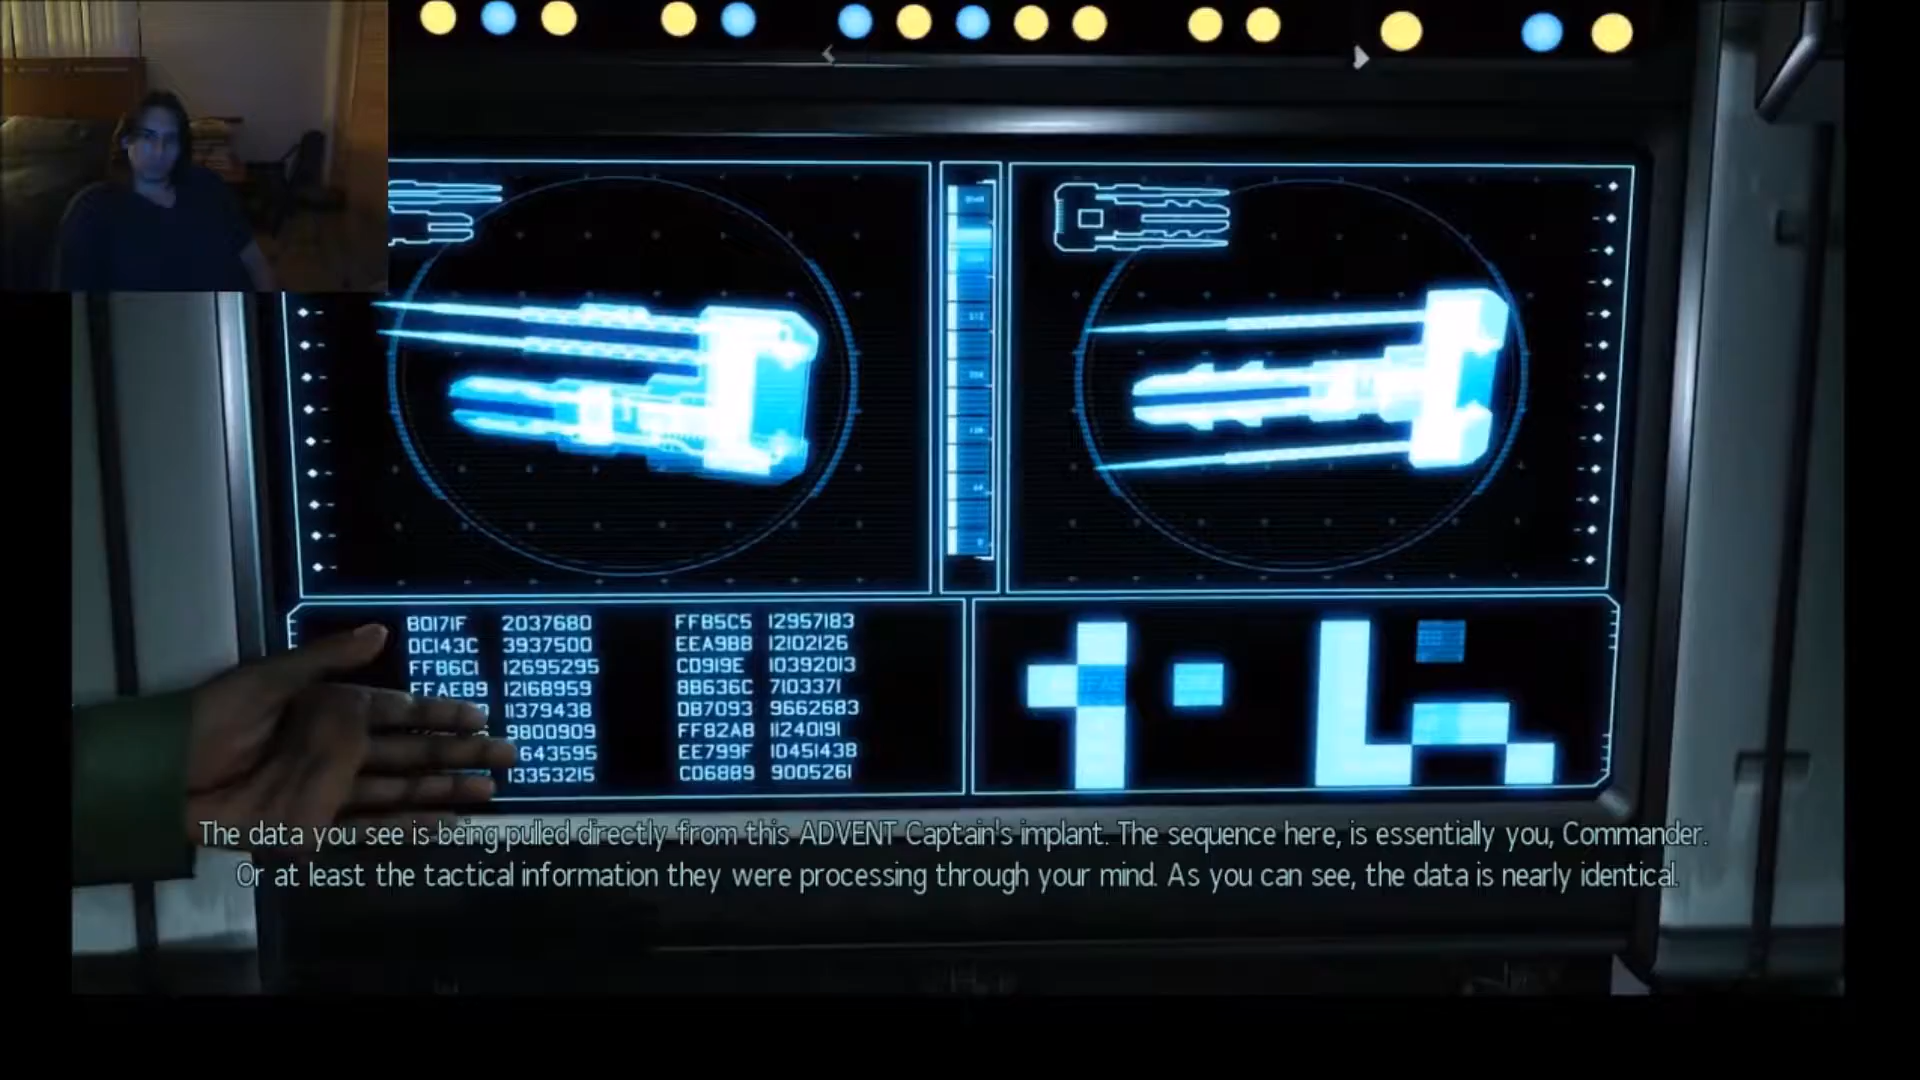 B0171F 2037680 FFB5C5 12957183
DC143C 3937500 EEA9B8 12102126
FFB6C1 12695295 CD919E 10392013
FFAEB9 12168959 8B636C 7103371
11379438 DB7093 9662683
9800909 FF82AB 11240191
643595 EE799F 10451438
13353215 CD6889 9005261
The data you see is being pulled directly from this ADVENT Captain's implant. The sequence here, is essentially you, Commander.
Or at least the tactical information they were processing through your mind. As you can see, the data is nearly identical.